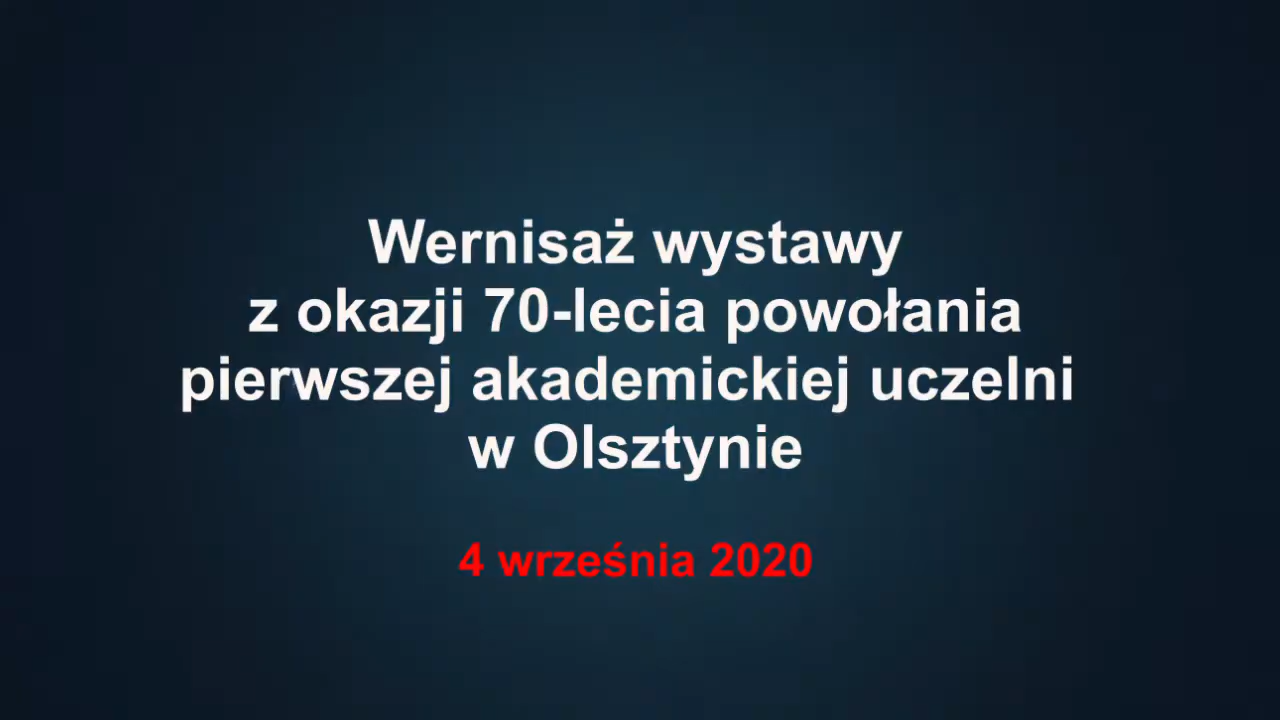 Wernisaż wystawy
z okazji 70-lecia powołania
pierwszej akademickiej uczelni
w Olsztynie
4 września 2020